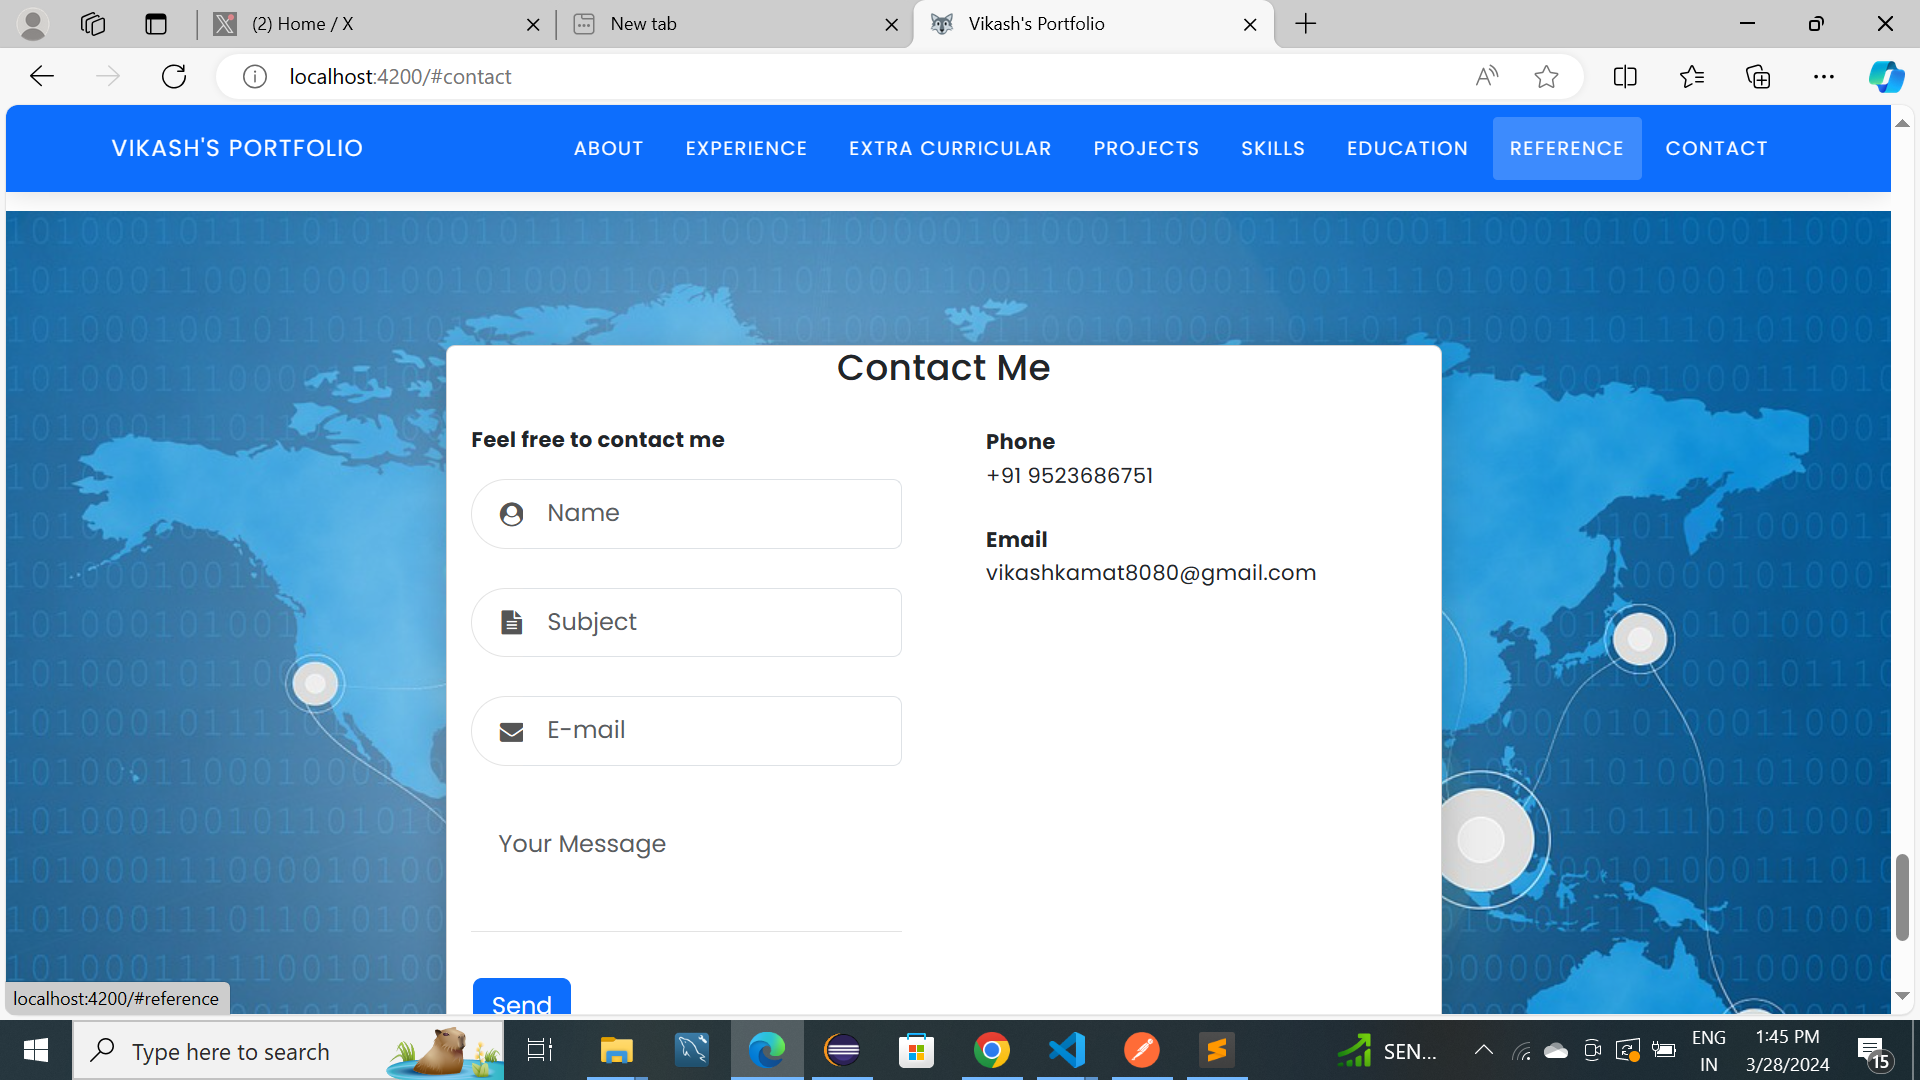 (2) Home / X
New tab
Vikash's Portfolio
localhost:4200/#contact
VIKASH'S PORTFOLIO
ABOUT
EXPERIENCE
EXTRA CURRICULAR
PROJECTS
SKILLS
EDUCATION
REFERENCE
CONTACT
Contact Me
Feel free to contact me
Name
Subject
E-mail
Your Message
Send
Phone
+91 9523686751
Email
vikashkamat8080@gmail.com
localhost:4200/#reference
Type here to search
SEN...
ENG
IN
1:45 PM
3/28/2024
15